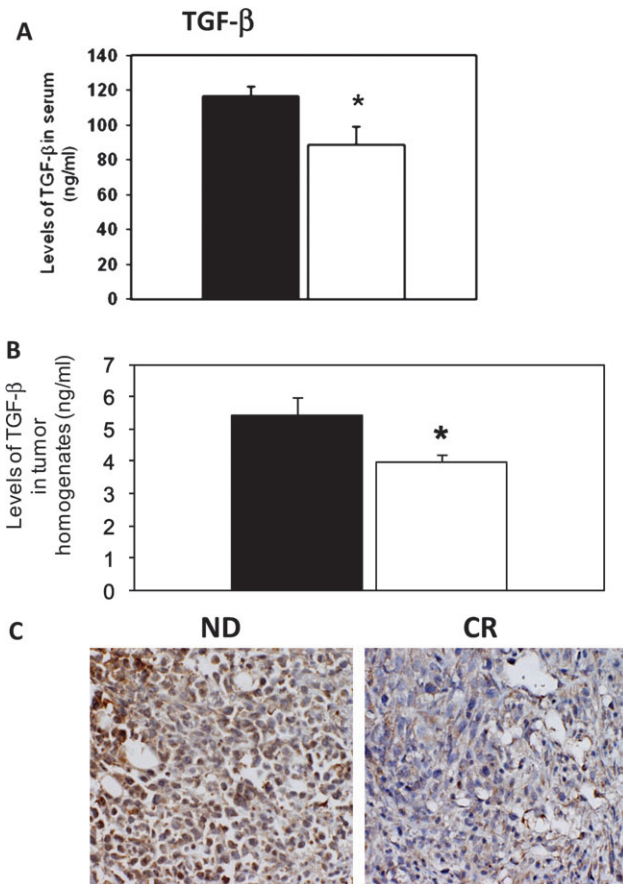 A
TGF-β
Levels of TGF-β in serum
(ng/ml)
140
120
100
80
60
40
20
0
*
B
Levels of TGF-β
in tumor
homogenates (ng/ml)
7
6
5
4
3
2
1
0
*
C
ND
CR